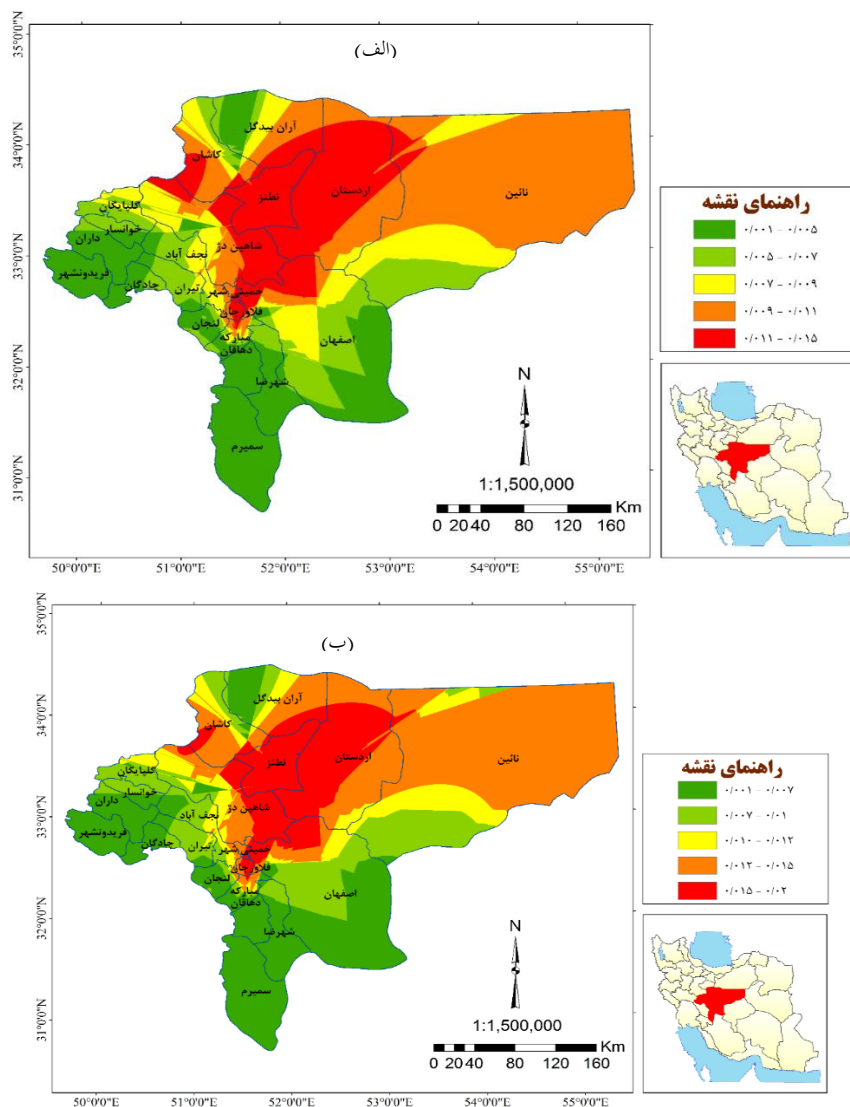 (الف)
35°0'0"N
34°0'0"N
33°0'0"N
32°0'0"N
31°0'0"N
آران بیدگل
کاشان
نطنز
اردستان
نائین
گلپایگان
خوانسار
داران
فریدونشهر
چادگان
نجف آباد
تیران
شاهین دژ
خمینی شهر
فلاورجان
لنجان
مبارکه
دهاقان
اصفهان
شهرضا
سمیرم
N
1:1,500,000
Km
0 20 40 80 120 160
50°0'0"E 51°0'0"E 52°0'0"E 53°0'0"E 54°0'0"E 55°0'0"E
راهنمای نقشه
۰/۰۰۱ – ۰/۰۰۵
۰/۰۰۵ – ۰/۰۰۷
۰/۰۰۷ – ۰/۰۰۹
۰/۰۰۹ – ۰/۰۱۱
۰/۰۱۱ – ۰/۰۱۵
(ب)
35°0'0"N
34°0'0"N
33°0'0"N
32°0'0"N
31°0'0"N
آران بیدگل
کاشان
نطنز
اردستان
نائین
گلپایگان
خوانسار
داران
فریدونشهر
چادگان
نجف آباد
تیران
شاهین دژ
خمینی شهر
فلاورجان
لنجان
مبارکه
دهاقان
اصفهان
شهرضا
سمیرم
N
1:1,500,000
Km
0 20 40 80 120 160
50°0'0"E 51°0'0"E 52°0'0"E 53°0'0"E 54°0'0"E 55°0'0"E
راهنمای نقشه
۰/۰۰۱ – ۰/۰۰۷
۰/۰۰۷ – ۰/۰۱
۰/۰۱۰ – ۰/۰۱۲
۰/۰۱۲ – ۰/۰۱۵
۰/۰۱۵ – ۰/۰۲